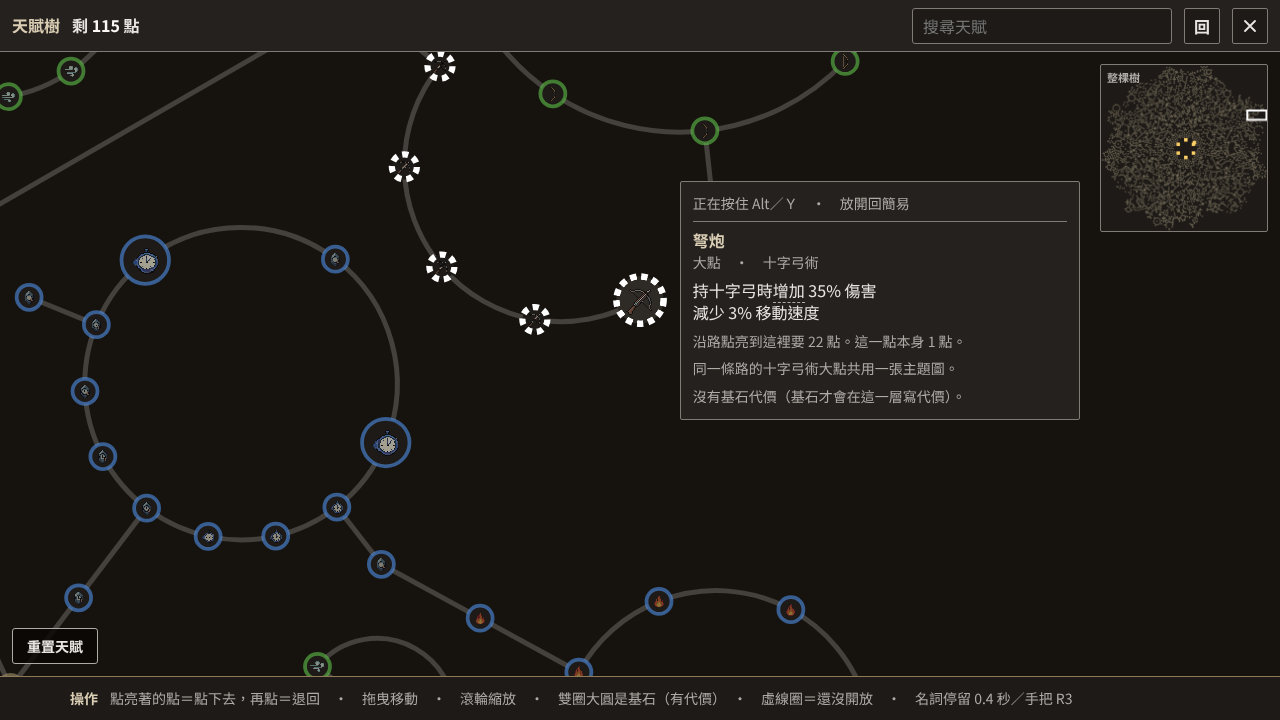 天賦樹 剩 115 點
搜尋天賦
回
整棵樹
正在按住 Alt／Y ・ 放開回簡易
弩炮
大點 ・ 十字弓術
持十字弓時增加 35% 傷害
減少 3% 移動速度
沿路點亮到這裡要 22 點。這一點本身 1 點。
同一條路的十字弓術大點共用一張主題圖。
沒有基石代價（基石才會在這一層寫代價）。
重置天賦
操作 點亮著的點＝點下去，再點＝退回 ・ 拖曳移動 ・ 滾輪縮放 ・ 雙圈大圓是基石（有代價） ・ 虛線圈＝還沒開放 ・ 名詞停留 0.4 秒／手把 R3